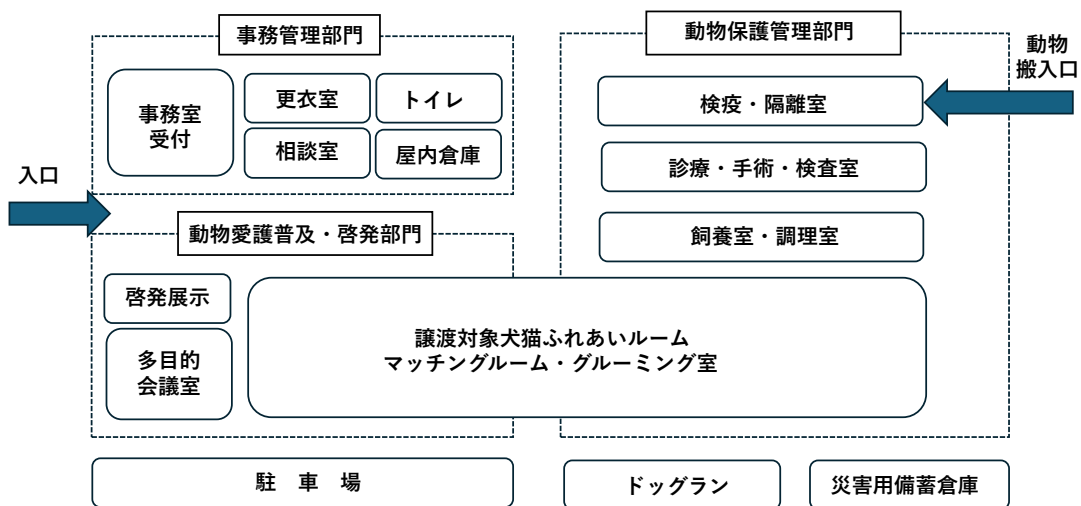 事務管理部門
事務室
受付
更衣室
トイレ
相談室
屋内倉庫
入口
動物愛護普及・啓発部門
啓発展示
多目的
会議室
動物保護管理部門
動物
搬入口
検疫・隔離室
診療・手術・検査室
飼養室・調理室
譲渡対象犬猫ふれあいルーム
マッチングルーム・グルーミング室
駐 車 場
ドッグラン
災害用備蓄倉庫